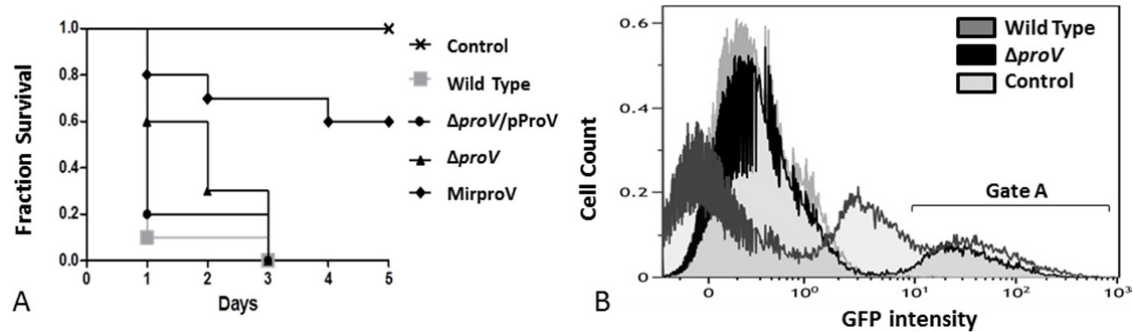 Fraction Survival
1.0
0.8
0.6
0.4
0.2
0.0
0
1
2
3
4
5
Days
A
Control
Wild Type
ΔproV/pProV
ΔproV
MirproV
Cell Count
0.6
0.4
0.2
0
0
10⁰
10¹
10²
10³
GFP intensity
B
Wild Type
ΔproV
Control
Gate A